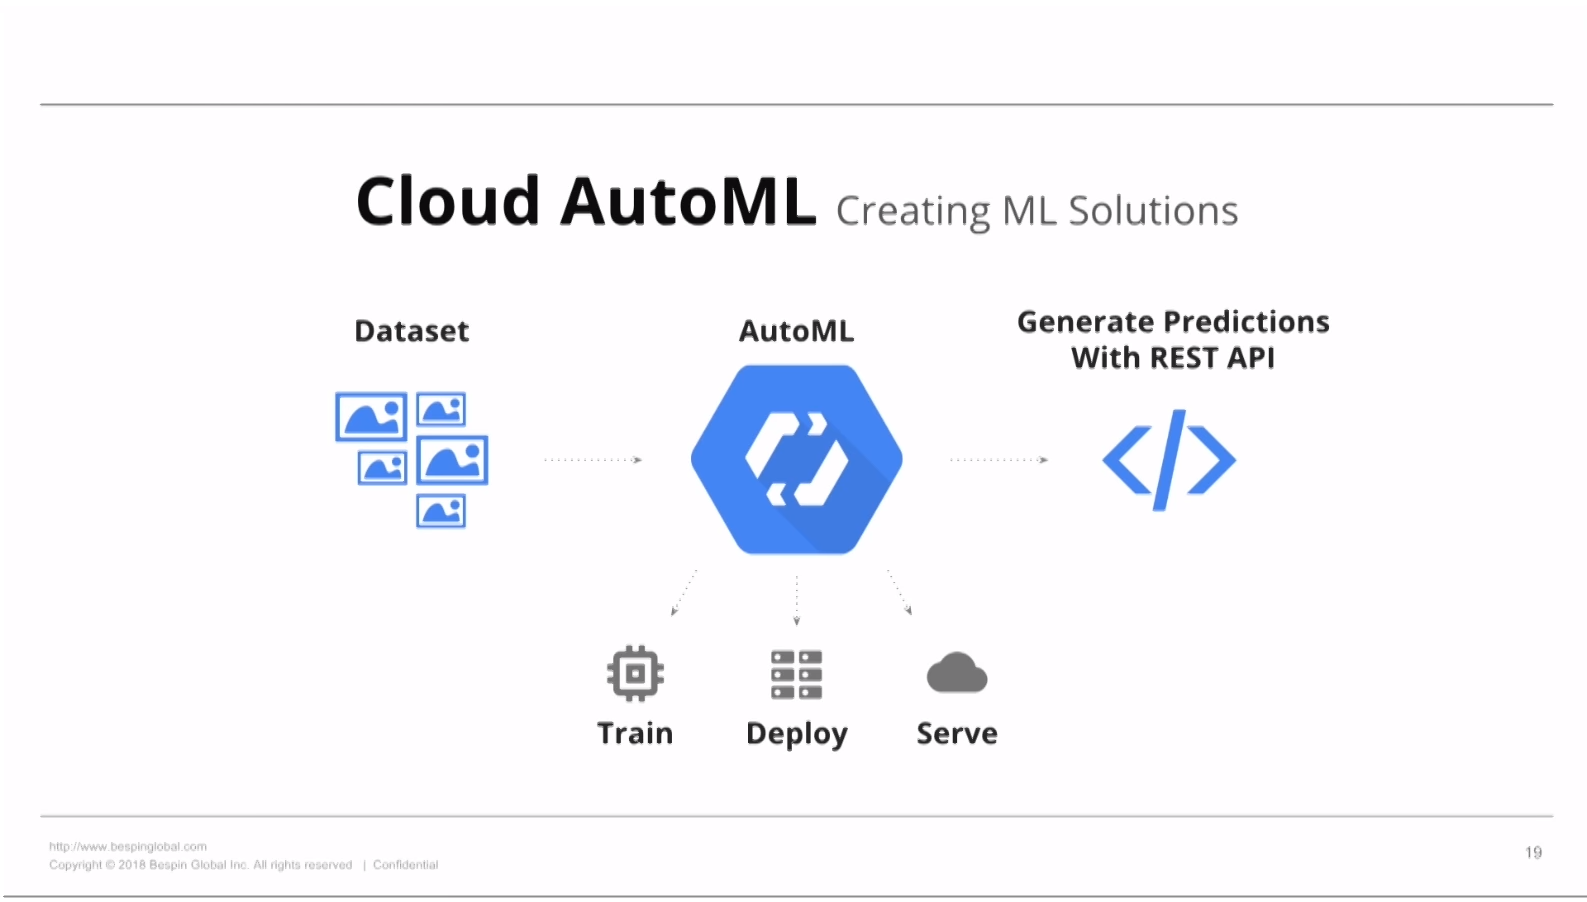 Cloud AutoML Creating ML Solutions
Dataset
AutoML
Generate Predictions
With REST API
Train
Deploy
Serve
http://www.bespinglobal.com
Copyright © 2018 Bespin Global Inc. All rights reserved | Confidential
19